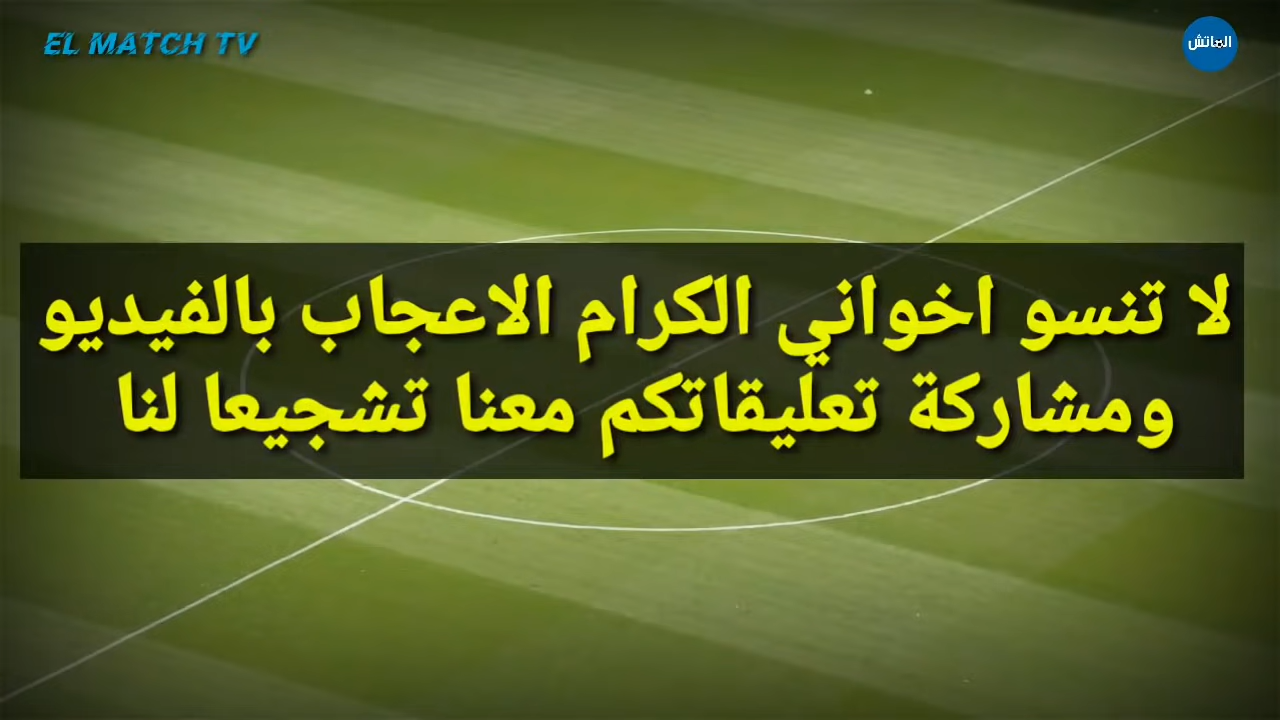 EL MATCH TV
الماتش
لا تنسو اخواني الكرام الاعجاب بالفيديو
ومشاركة تعليقاتكم معنا تشجيعا لنا